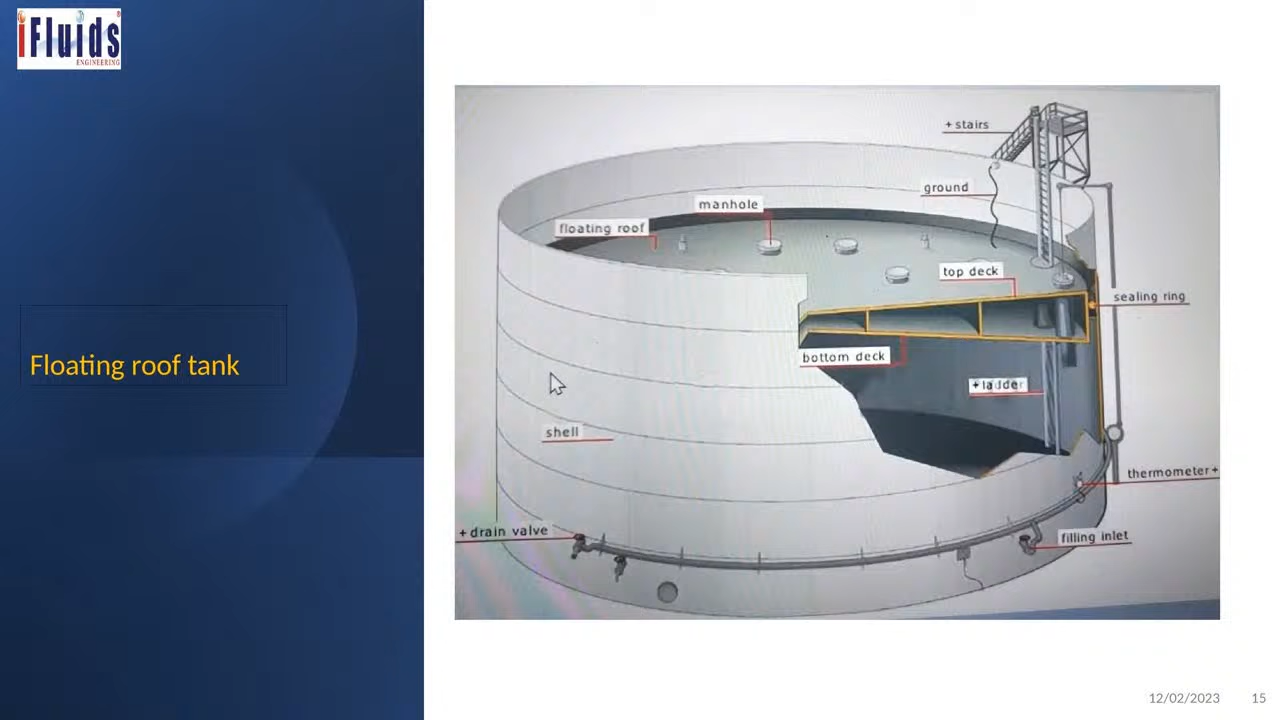 iFluids
ENGINEERING
Floating roof tank
+ stairs
ground
manhole
floating roof
top deck
sealing ring
bottom deck
+ ladder
shell
thermometer +
+ drain valve
filling inlet
12/02/2023
15